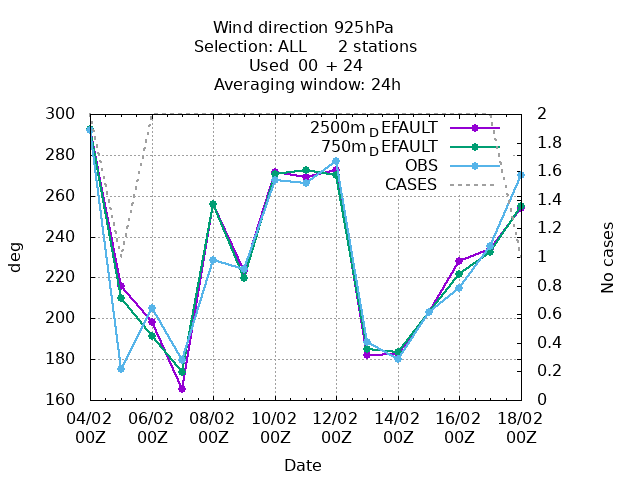 Wind direction 925hPa
Selection: ALL 2 stations
Used 00 + 24
Averaging window: 24h
300 2
2500m_DEFAULT
750m_DEFAULT
OBS
CASES
280
260
240
220
200
180
160
1.8
1.6
1.4
1.2
1
0.8
0.6
0.4
0.2
0
deg
No cases
04/02 06/02 08/02 10/02 12/02 14/02 16/02 18/02
00Z 00Z 00Z 00Z 00Z 00Z 00Z 00Z
Date